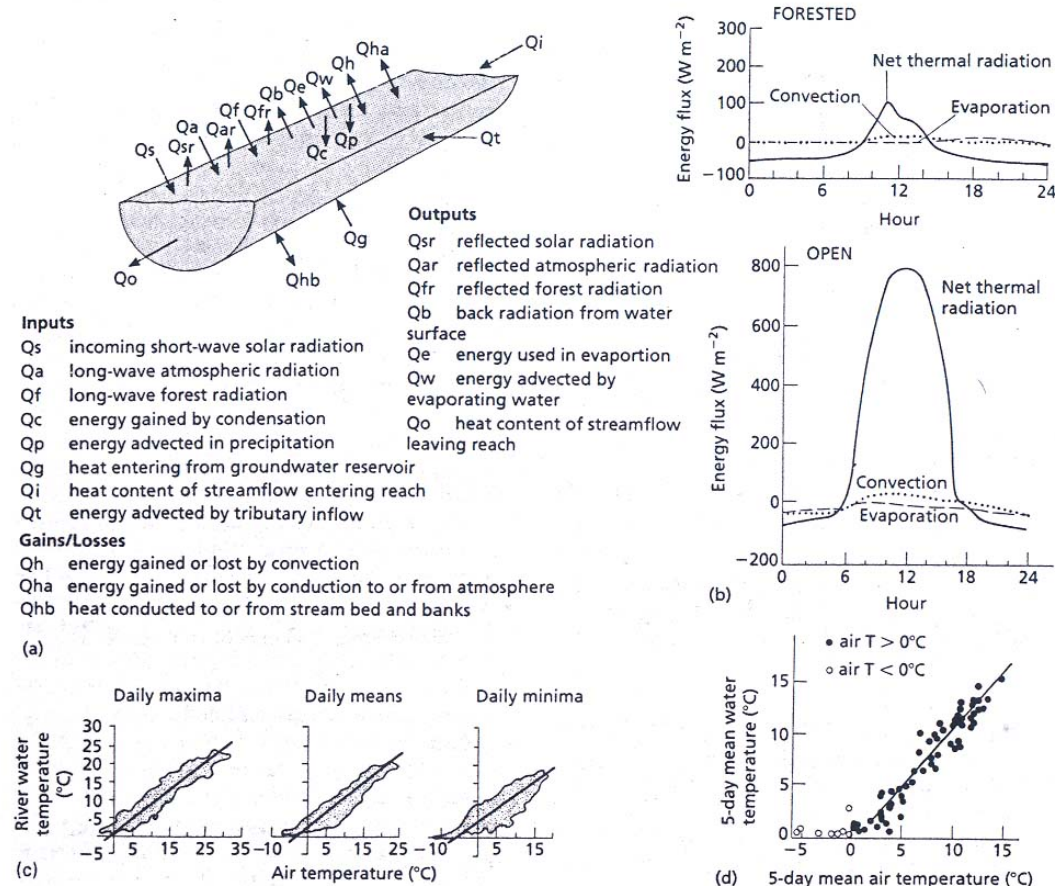 Qi
Qha
Qh
Qw
Qe
Qb
Qfr
Qf
Qar
Qa
Qsr
Qs
Qp
Qc
Qt
Qg
Qhb
Qo
Outputs
Qsr reflected solar radiation
Qar reflected atmospheric radiation
Qfr reflected forest radiation
Qb back radiation from water
surface
Qe energy used in evaportion
Qw energy advected by
evaporating water
Qo heat content of streamflow
leaving reach
Inputs
Qs incoming short-wave solar radiation
Qa long-wave atmospheric radiation
Qf long-wave forest radiation
Qc energy gained by condensation
Qp energy advected in precipitation
Qg heat entering from groundwater reservoir
Qi heat content of streamflow entering reach
Qt energy advected by tributary inflow
Gains/Losses
Qh energy gained or lost by convection
Qha energy gained or lost by conduction to or from atmosphere
Qhb heat conducted to or from stream bed and banks
(a)
FORESTED
Energy flux (W m⁻²)
300
200
100
0
−100
Net thermal radiation
Convection
Evaporation
0 6 12 18 24
Hour
OPEN
Energy flux (W m⁻²)
800
600
400
200
0
−200
Net thermal
radiation
Convection
Evaporation
0 6 12 18 24
(b) Hour
Daily maxima Daily means Daily minima
River water
temperature
(°C)
30
25
20
15
10
5
0
−5
5 15 25 35
−10 5 15 25
−10 5 15
(c) Air temperature (°C)
• air T > 0°C
○ air T < 0°C
5-day mean water
temperature (°C)
15
10
5
0
−5 0 5 10 15
(d) 5-day mean air temperature (°C)